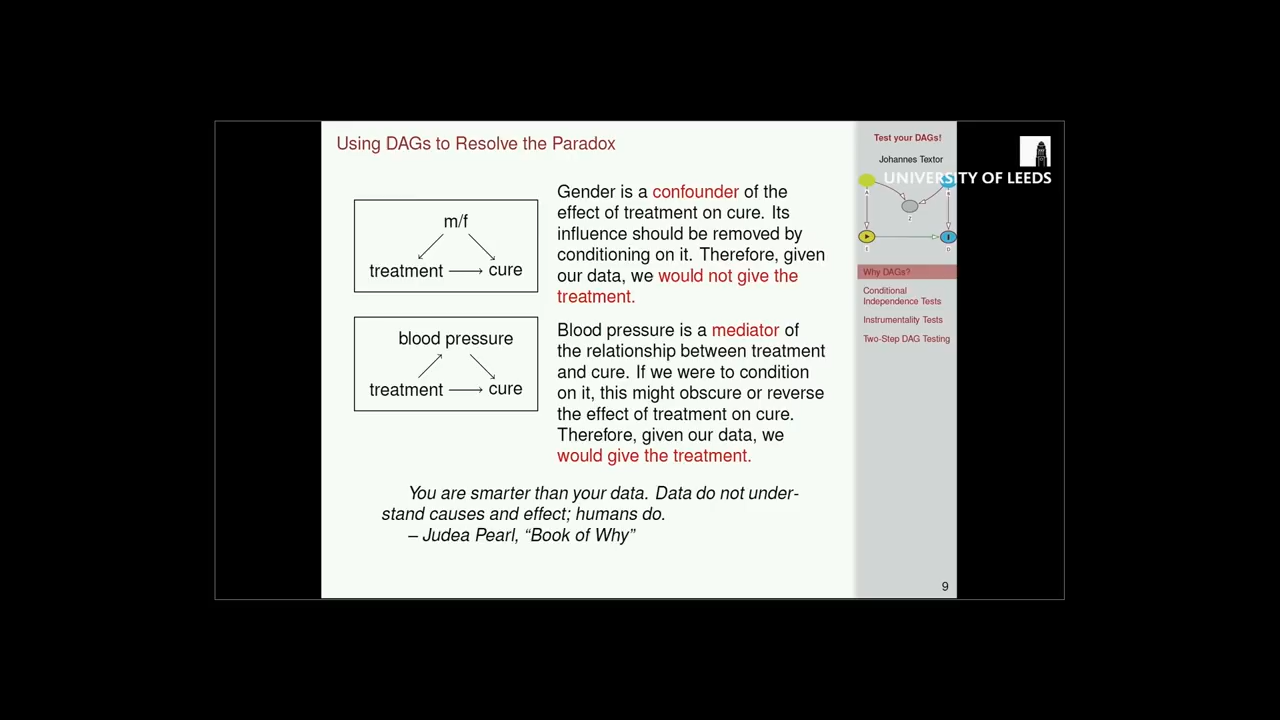 Using DAGs to Resolve the Paradox
m/f
treatment cure
blood pressure
treatment cure
Gender is a confounder of the
effect of treatment on cure. Its
influence should be removed by
conditioning on it. Therefore, given
our data, we would not give the
treatment.
Blood pressure is a mediator of
the relationship between treatment
and cure. If we were to condition
on it, this might obscure or reverse
the effect of treatment on cure.
Therefore, given our data, we
would give the treatment.
You are smarter than your data. Data do not under-
stand causes and effect; humans do.
– Judea Pearl, “Book of Why”
Test your DAGs!
Johannes Textor
UNIVERSITY OF LEEDS
Z
E
D
Why DAGs?
Conditional
Independence Tests
Instrumentality Tests
Two-Step DAG Testing
9